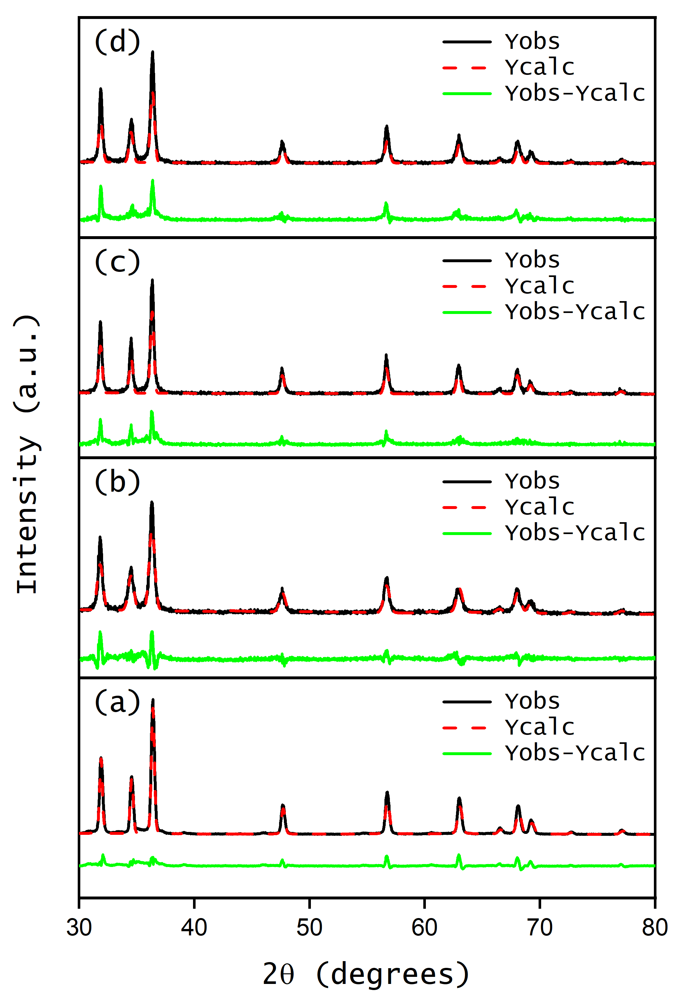 (d)
Yobs
Ycalc
Yobs-Ycalc
(c)
Yobs
Ycalc
Yobs-Ycalc
(b)
Yobs
Ycalc
Yobs-Ycalc
(a)
Yobs
Ycalc
Yobs-Ycalc
Intensity (a.u.)
30 40 50 60 70 80
2θ (degrees)